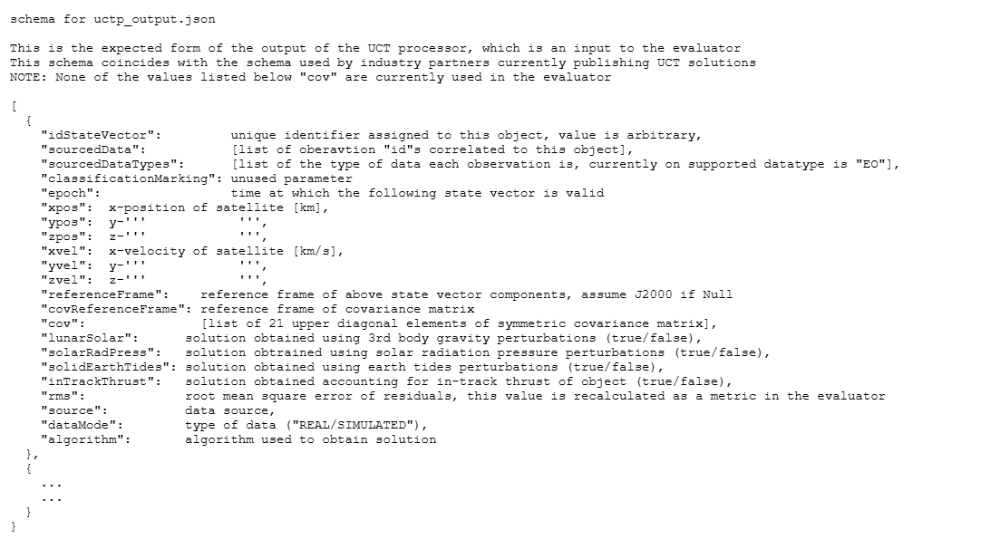 schema for uctp_output.json

This is the expected form of the output of the UCT processor, which is an input to the evaluator
This schema coincides with the schema used by industry partners currently publishing UCT solutions
NOTE: None of the values listed below "cov" are currently used in the evaluator

[
  {
    "idStateVector":         unique identifier assigned to this object, value is arbitrary,
    "sourcedData":           [list of oberavtion "id"s correlated to this object],
    "sourcedDataTypes":      [list of the type of data each observation is, currently on supported datatype is "EO"],
    "classificationMarking": unused parameter
    "epoch":                 time at which the following state vector is valid
    "xpos":  x-position of satellite [km],
    "ypos":  y-'''            ''',
    "zpos":  z-'''            ''',
    "xvel":  x-velocity of satellite [km/s],
    "yvel":  y-'''            ''',
    "zvel":  z-'''            ''',
    "referenceFrame":    reference frame of above state vector components, assume J2000 if Null
    "covReferenceFrame": reference frame of covariance matrix
    "cov":               [list of 21 upper diagonal elements of symmetric covariance matrix],
    "lunarSolar":      solution obtained using 3rd body gravity perturbations (true/false),
    "solarRadPress":   solution obtrained using solar radiation pressure perturbations (true/false),
    "solidEarthTides": solution obtained using earth tides perturbations (true/false),
    "inTrackThrust":   solution obtained accounting for in-track thrust of object (true/false),
    "rms":             root mean square error of residuals, this value is recalculated as a metric in the evaluator
    "source":          data source,
    "dataMode":        type of data ("REAL/SIMULATED"),
    "algorithm":       algorithm used to obtain solution
  },
  {
    ...
    ...
  }
}